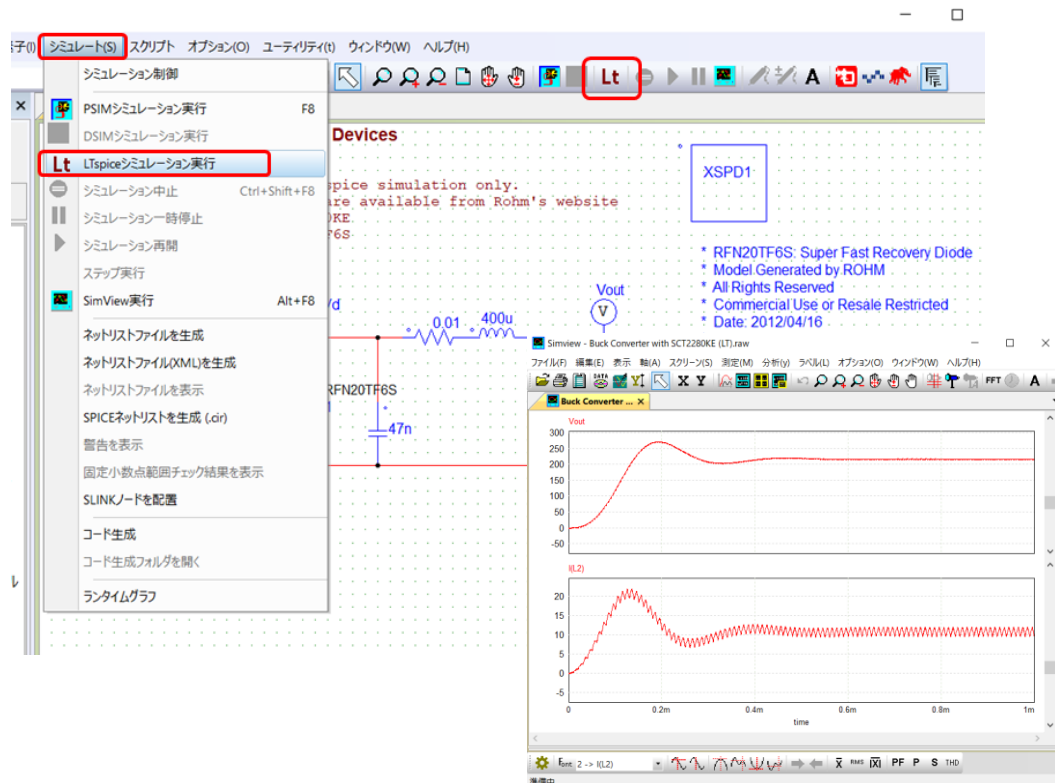 シミュレート(S) スクリプト オプション(O) ユーティリティ(t) ウィンドウ(W) ヘルプ(H)
シミュレーション制御
PSIMシミュレーション実行 F8
DSIMシミュレーション実行
Lt LTspiceシミュレーション実行
シミュレーション中止 Ctrl+Shift+F8
シミュレーション一時停止
シミュレーション再開
ステップ実行
SimView実行 Alt+F8
ネットリストファイルを生成
ネットリストファイル(XML)を生成
ネットリストファイルを表示
SPICEネットリストを生成 (.cir)
警告を表示
固定小数点範囲チェック結果を表示
SLINKノードを配置
コード生成
コード生成フォルダを開く
ランタイムグラフ
Lt
A
Devices
spice simulation only.
are available from Rohm's website
KE
F6S
XSPD1
* RFN20TF6S: Super Fast Recovery Diode
* Model Generated by ROHM
* All Rights Reserved
* Commercial Use or Resale Restricted
* Date: 2012/04/16
Vout
V
0.01
400u
RFN20TF6S
47n
Simview - Buck Converter with SCT2280KE (LT).raw
ファイル(F) 編集(E) 表示 軸(A) スクリーン(S) 測定(M) 分析(y) ラベル(L) オプション(O) ウィンドウ(W) ヘルプ(H)
X Y FFT A
Buck Converter ... X
Vout
300
250
200
150
100
50
0
-50
I(L2)
20
15
10
5
0
-5
0 0.2m 0.4m 0.6m 0.8m 1m
time
2 -> I(L2)
PF P S THD
準備中